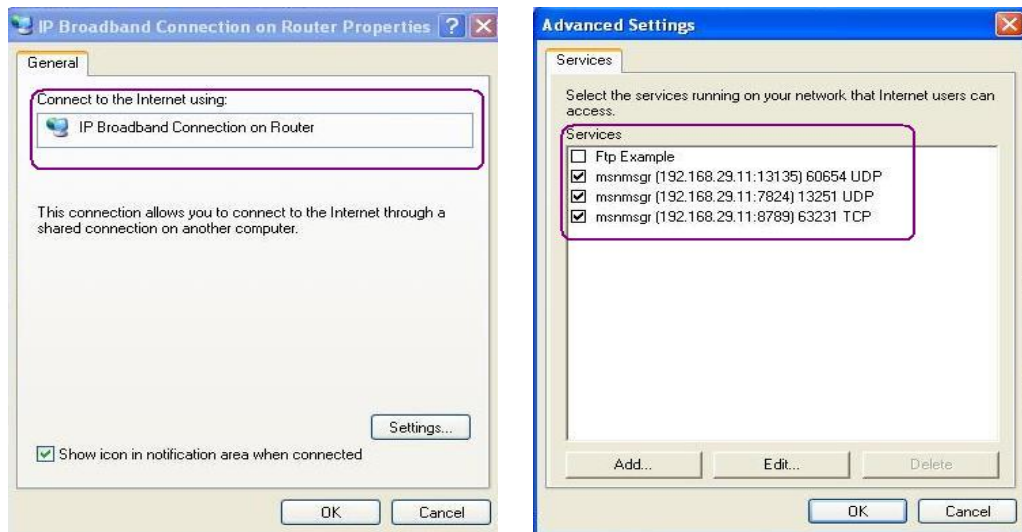 IP Broadband Connection on Router Properties
General
Connect to the Internet using:
IP Broadband Connection on Router
This connection allows you to connect to the Internet through a
shared connection on another computer.
Settings...
Show icon in notification area when connected
OK
Cancel
Advanced Settings
Services
Select the services running on your network that Internet users can
access.
Services
Ftp Example
msnmsgr (192.168.29.11:13135) 60654 UDP
msnmsgr (192.168.29.11:7824) 13251 UDP
msnmsgr (192.168.29.11:8789) 63231 TCP
Add...
Edit...
Delete
OK
Cancel